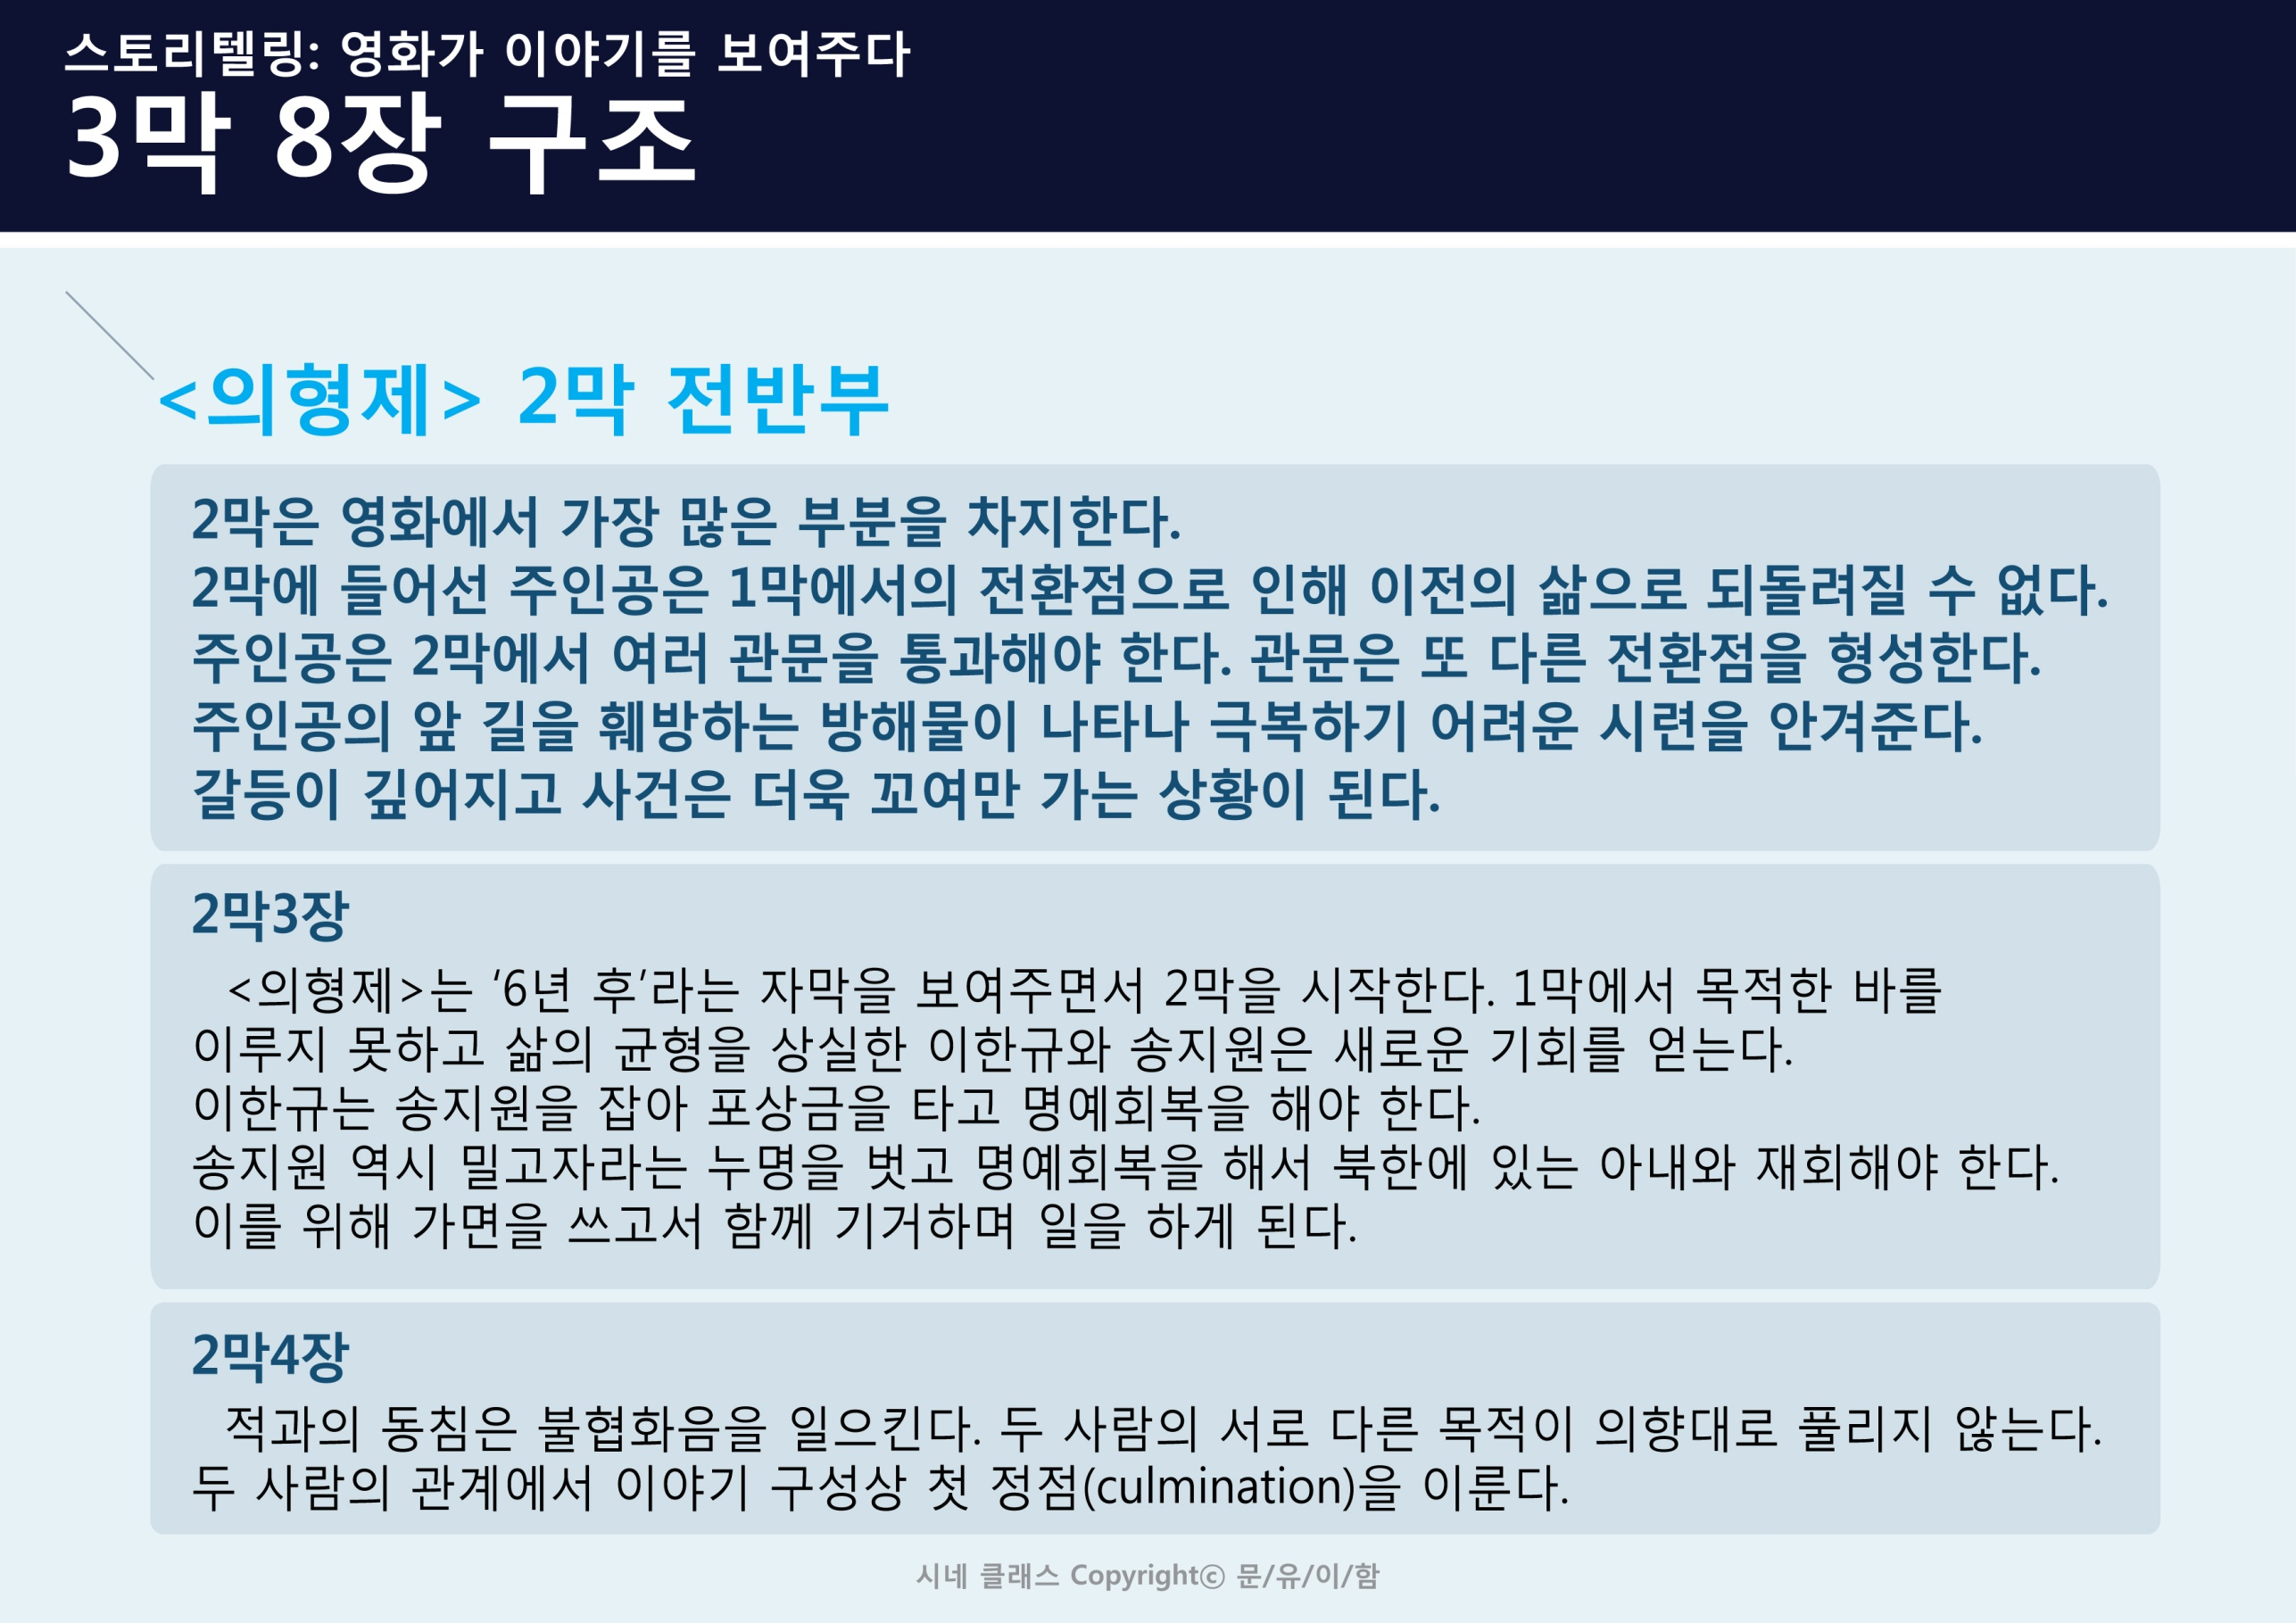 스토리텔링: 영화가 이야기를 보여주다
3막 8장 구조
<의형제> 2막 전반부
2막은 영화에서 가장 많은 부분을 차지한다.
2막에 들어선 주인공은 1막에서의 전환점으로 인해 이전의 삶으로 되돌려질 수 없다.
주인공은 2막에서 여러 관문을 통과해야 한다. 관문은 또 다른 전환점을 형성한다.
주인공의 앞 길을 훼방하는 방해물이 나타나 극복하기 어려운 시련을 안겨준다.
갈등이 깊어지고 사건은 더욱 꼬여만 가는 상황이 된다.
2막3장
<의형제>는 ‘6년 후’라는 자막을 보여주면서 2막을 시작한다. 1막에서 목적한 바를
이루지 못하고 삶의 균형을 상실한 이한규와 송지원은 새로운 기회를 얻는다.
이한규는 송지원을 잡아 포상금을 타고 명예회복을 해야 한다.
송지원 역시 밀고자라는 누명을 벗고 명예회복을 해서 북한에 있는 아내와 재회해야 한다.
이를 위해 가면을 쓰고서 함께 기거하며 일을 하게 된다.
2막4장
적과의 동침은 불협화음을 일으킨다. 두 사람의 서로 다른 목적이 의향대로 풀리지 않는다.
두 사람의 관계에서 이야기 구성상 첫 정점(culmination)을 이룬다.
시네 클래스 Copyright© 문/유/이/함